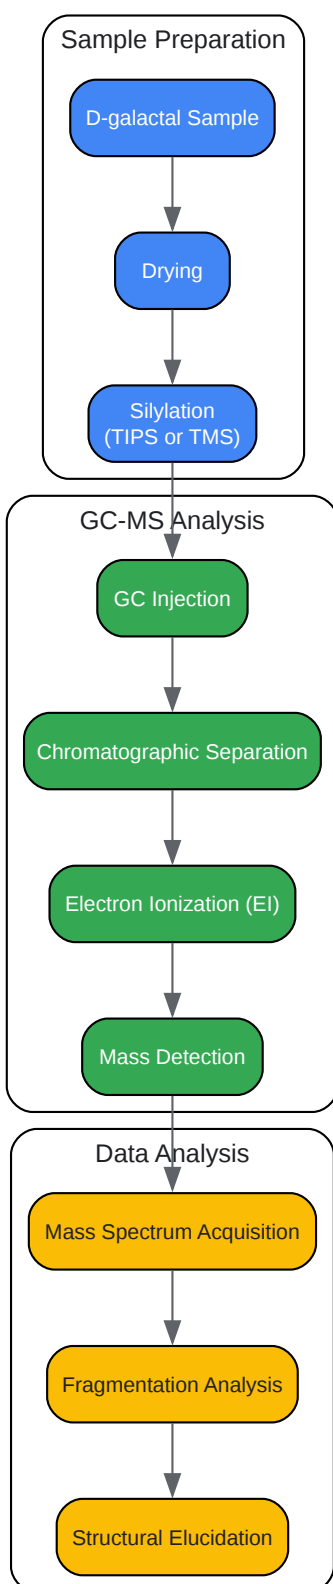 Sample Preparation
D-galactal Sample
Drying
Silylation
(TIPS or TMS)
GC-MS Analysis
GC Injection
Chromatographic Separation
Electron Ionization (EI)
Mass Detection
Data Analysis
Mass Spectrum Acquisition
Fragmentation Analysis
Structural Elucidation